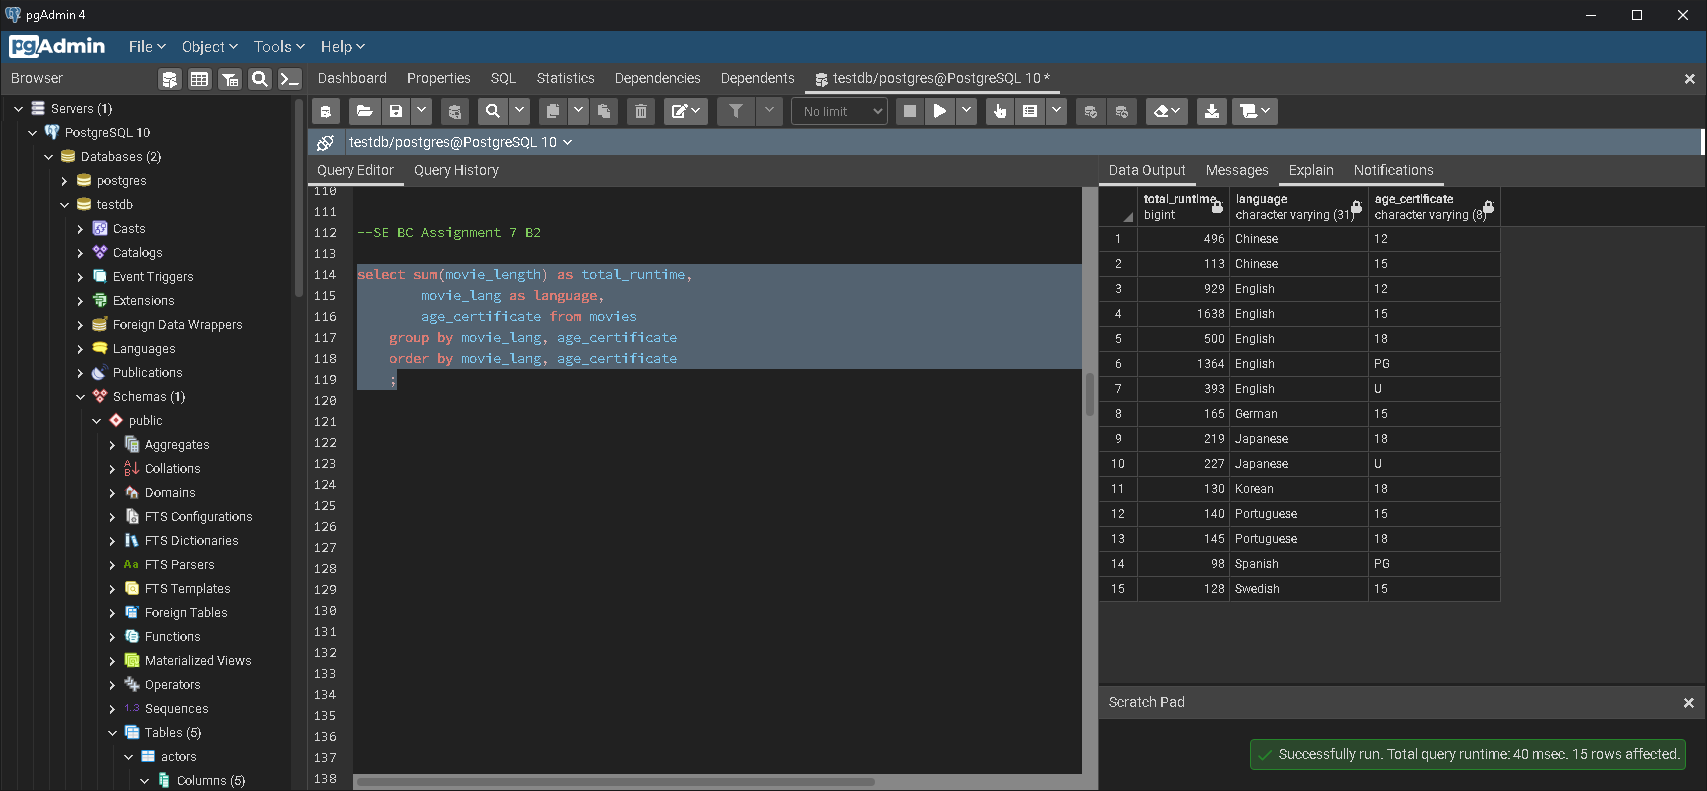 pgAdmin 4
pgAdmin File Object Tools Help
Browser Dashboard Properties SQL Statistics Dependencies Dependents testdb/postgres@PostgreSQL 10 *
Servers (1)
PostgreSQL 10
Databases (2)
postgres
testdb
Casts
Catalogs
Event Triggers
Extensions
Foreign Data Wrappers
Languages
Publications
Schemas (1)
public
Aggregates
Collations
Domains
FTS Configurations
FTS Dictionaries
FTS Parsers
FTS Templates
Foreign Tables
Functions
Materialized Views
Operators
1.3 Sequences
Tables (5)
actors
Columns (5)
No limit
testdb/postgres@PostgreSQL 10
Query Editor Query History
110
111
112 --SE BC Assignment 7 B2
113
114 select sum(movie_length) as total_runtime,
115 movie_lang as language,
116 age_certificate from movies
117 group by movie_lang, age_certificate
118 order by movie_lang, age_certificate
119 ;
120
121
122
123
124
125
126
127
128
129
130
131
132
133
134
135
136
137
138
Data Output Messages Explain Notifications
total_runtime language age_certificate
bigint character varying (31) character varying (8)
1 496 Chinese 12
2 113 Chinese 15
3 929 English 12
4 1638 English 15
5 500 English 18
6 1364 English PG
7 393 English U
8 165 German 15
9 219 Japanese 18
10 227 Japanese U
11 130 Korean 18
12 140 Portuguese 15
13 145 Portuguese 18
14 98 Spanish PG
15 128 Swedish 15
Scratch Pad
Successfully run. Total query runtime: 40 msec. 15 rows affected.